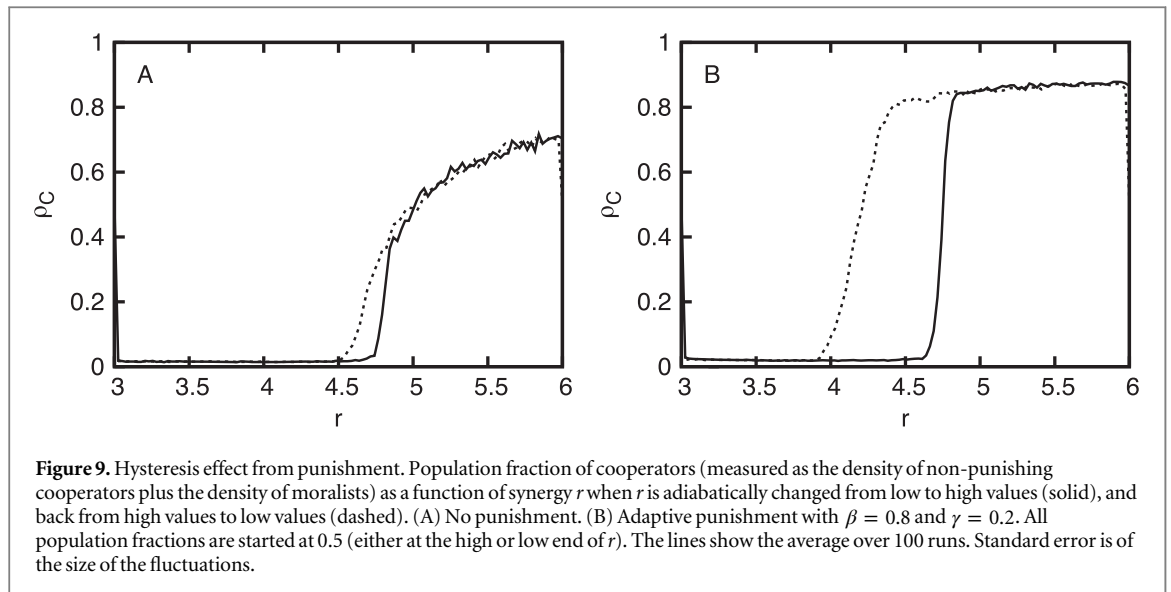 A
1
0.8
0.6
0.4
0.2
0
ρC
3 3.5 4 4.5 5 5.5 6
r
B
1
0.8
0.6
0.4
0.2
0
ρC
3 3.5 4 4.5 5 5.5 6
r
Figure 9. Hysteresis effect from punishment. Population fraction of cooperators (measured as the density of non-punishing
cooperators plus the density of moralists) as a function of synergy r when r is adiabatically changed from low to high values (solid), and
back from high values to low values (dashed). (A) No punishment. (B) Adaptive punishment with β = 0.8 and γ = 0.2. All
population fractions are started at 0.5 (either at the high or low end of r). The lines show the average over 100 runs. Standard error is of
the size of the fluctuations.